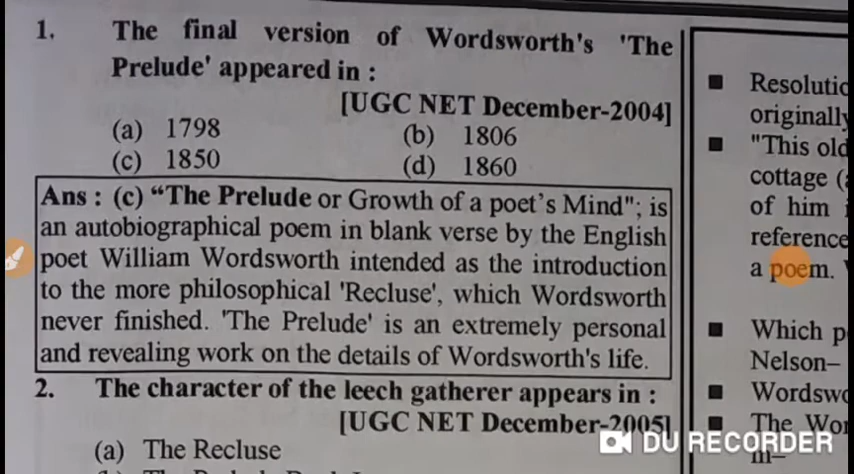 1. The final version of Wordsworth's 'The
Prelude' appeared in :
[UGC NET December-2004]
(a) 1798 (b) 1806
(c) 1850 (d) 1860
Ans : (c) “The Prelude or Growth of a poet’s Mind"; is
an autobiographical poem in blank verse by the English
poet William Wordsworth intended as the introduction
to the more philosophical 'Recluse', which Wordsworth
never finished. 'The Prelude' is an extremely personal
and revealing work on the details of Wordsworth's life.
2. The character of the leech gatherer appears in :
[UGC NET December-2005]
(a) The Recluse
■ Resolutio
originally
■ "This old
cottage (
of him
reference
a poem.
■ Which p
Nelson–
■ Wordswo
■ The Wor
m–
DU RECORDER